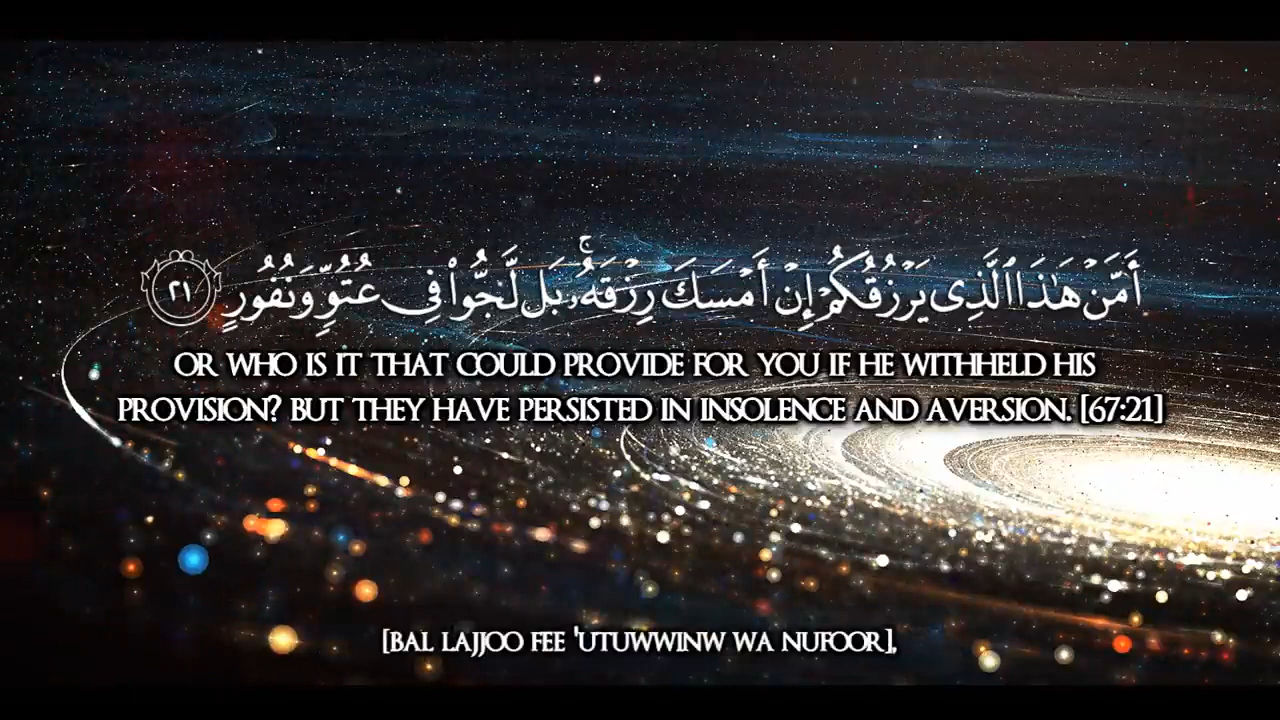 أَمَّنْ هَـٰذَا ٱلَّذِى يَرْزُقُكُمْ إِنْ أَمْسَكَ رِزْقَهُۥ ۚ بَل لَّجُّوا۟ فِى عُتُوٍّ وَنُفُورٍ ٢١
OR WHO IS IT THAT COULD PROVIDE FOR YOU IF HE WITHHELD HIS
PROVISION? BUT THEY HAVE PERSISTED IN INSOLENCE AND AVERSION. [67:21]
[BAL LAJJOO FEE 'UTUWWINW WA NUFOOR],